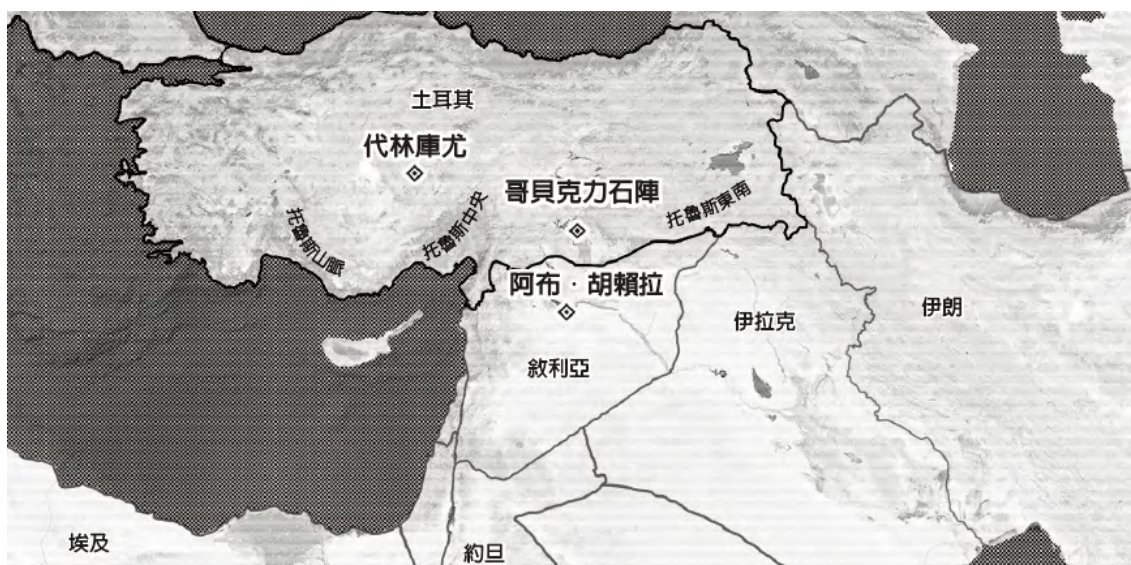 土耳其
代林庫尤
哥貝克力石陣
托魯斯東南
托魯斯中央
托魯斯山脈
阿布‧胡賴拉
伊拉克
伊朗
敘利亞
埃及
約旦